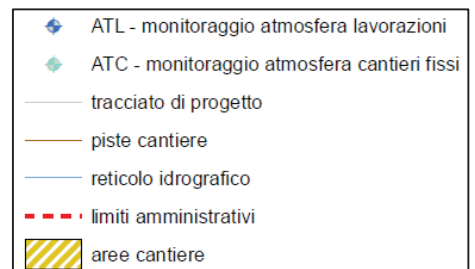 ATL - monitoraggio atmosfera lavorazioni
ATC - monitoraggio atmosfera cantieri fissi
tracciato di progetto
piste cantiere
reticolo idrografico
limiti amministrativi
aree cantiere